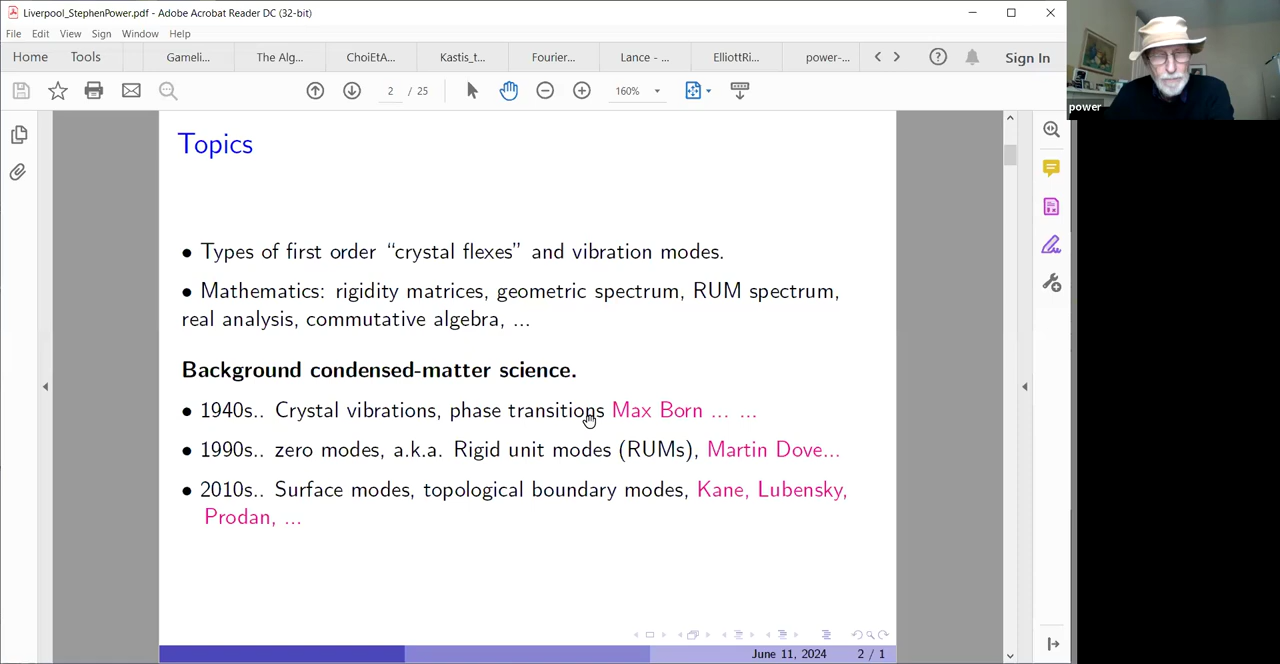 Liverpool_StephenPower.pdf - Adobe Acrobat Reader DC (32-bit)
File Edit View Sign Window Help
Home Tools Gameli... The Alg... ChoiEtA... Kastis_t... Fourier... Lance - ... ElliottRi... power-... Sign In
2 / 25 160%
power
Topics
• Types of first order “crystal flexes” and vibration modes.
• Mathematics: rigidity matrices, geometric spectrum, RUM spectrum,
real analysis, commutative algebra, ...
Background condensed-matter science.
• 1940s.. Crystal vibrations, phase transitions Max Born ... ...
• 1990s.. zero modes, a.k.a. Rigid unit modes (RUMs), Martin Dove...
• 2010s.. Surface modes, topological boundary modes, Kane, Lubensky,
Prodan, ...
June 11, 2024 2 / 1